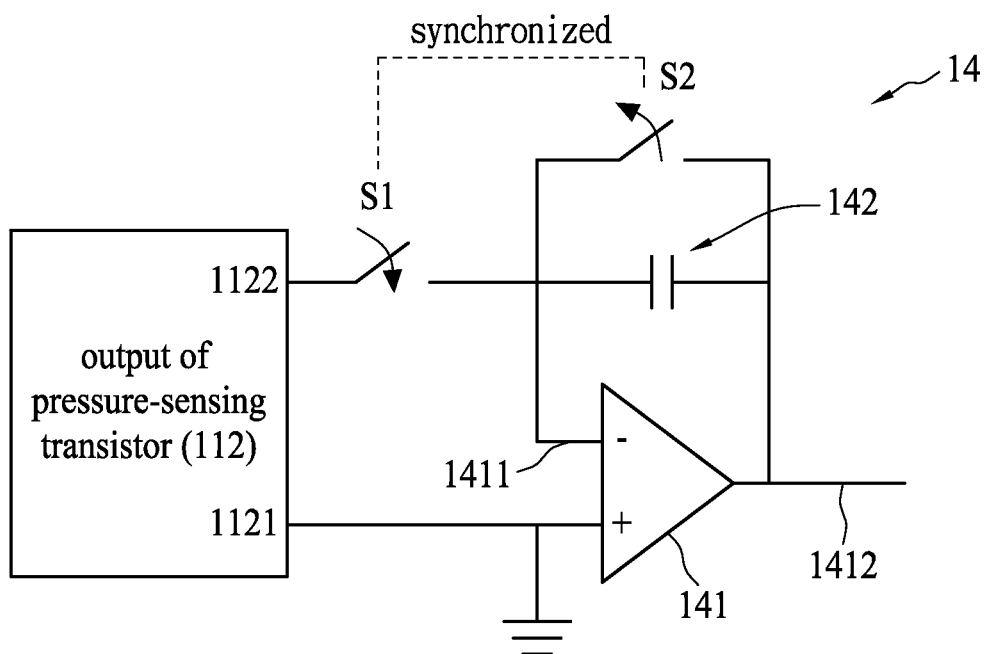 synchronized
14
S2
S1
142
1122
output of
pressure-sensing
transistor (112)
-
1411
1121
+
141
1412